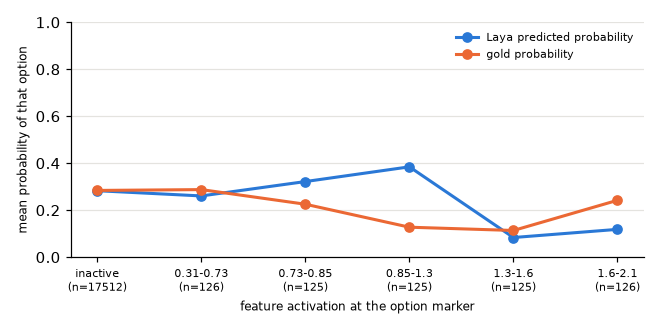 1.0
0.8
0.6
0.4
0.2
0.0
mean probability of that option
Laya predicted probability
gold probability
inactive
(n=17512)
0.31-0.73
(n=126)
0.73-0.85
(n=125)
0.85-1.3
(n=125)
1.3-1.6
(n=125)
1.6-2.1
(n=126)
feature activation at the option marker